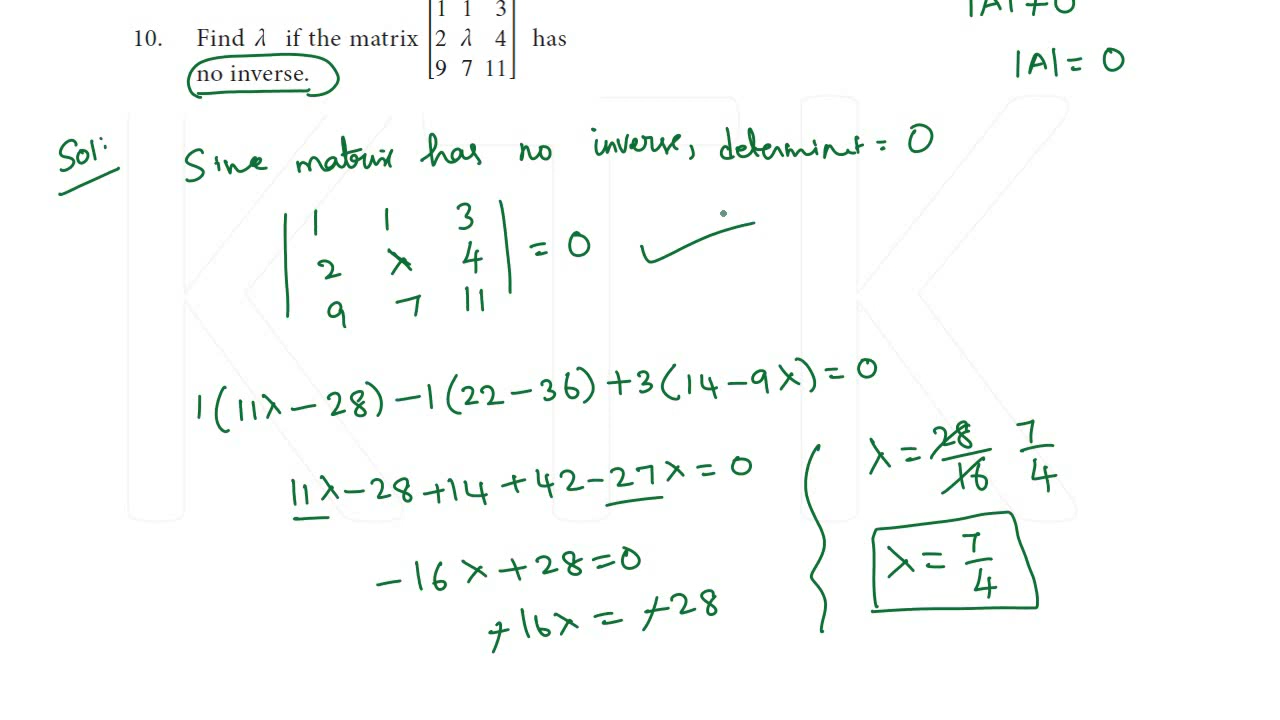 |A| ≠ 0
1 1 3
10. Find λ if the matrix 2 λ 4 has
no inverse. 9 7 11
|A| = 0
Sol:
Sine matrix has no inverse, determinnt = 0
1 1 3
2 λ 4 = 0
9 7 11
1(11λ − 28) − 1(22 − 36) + 3(14 − 9λ) = 0
11λ − 28 + 14 + 42 − 27λ = 0
−16λ + 28 = 0
+16λ = +28
λ = 28/16 7/4
λ = 7/4
KTK